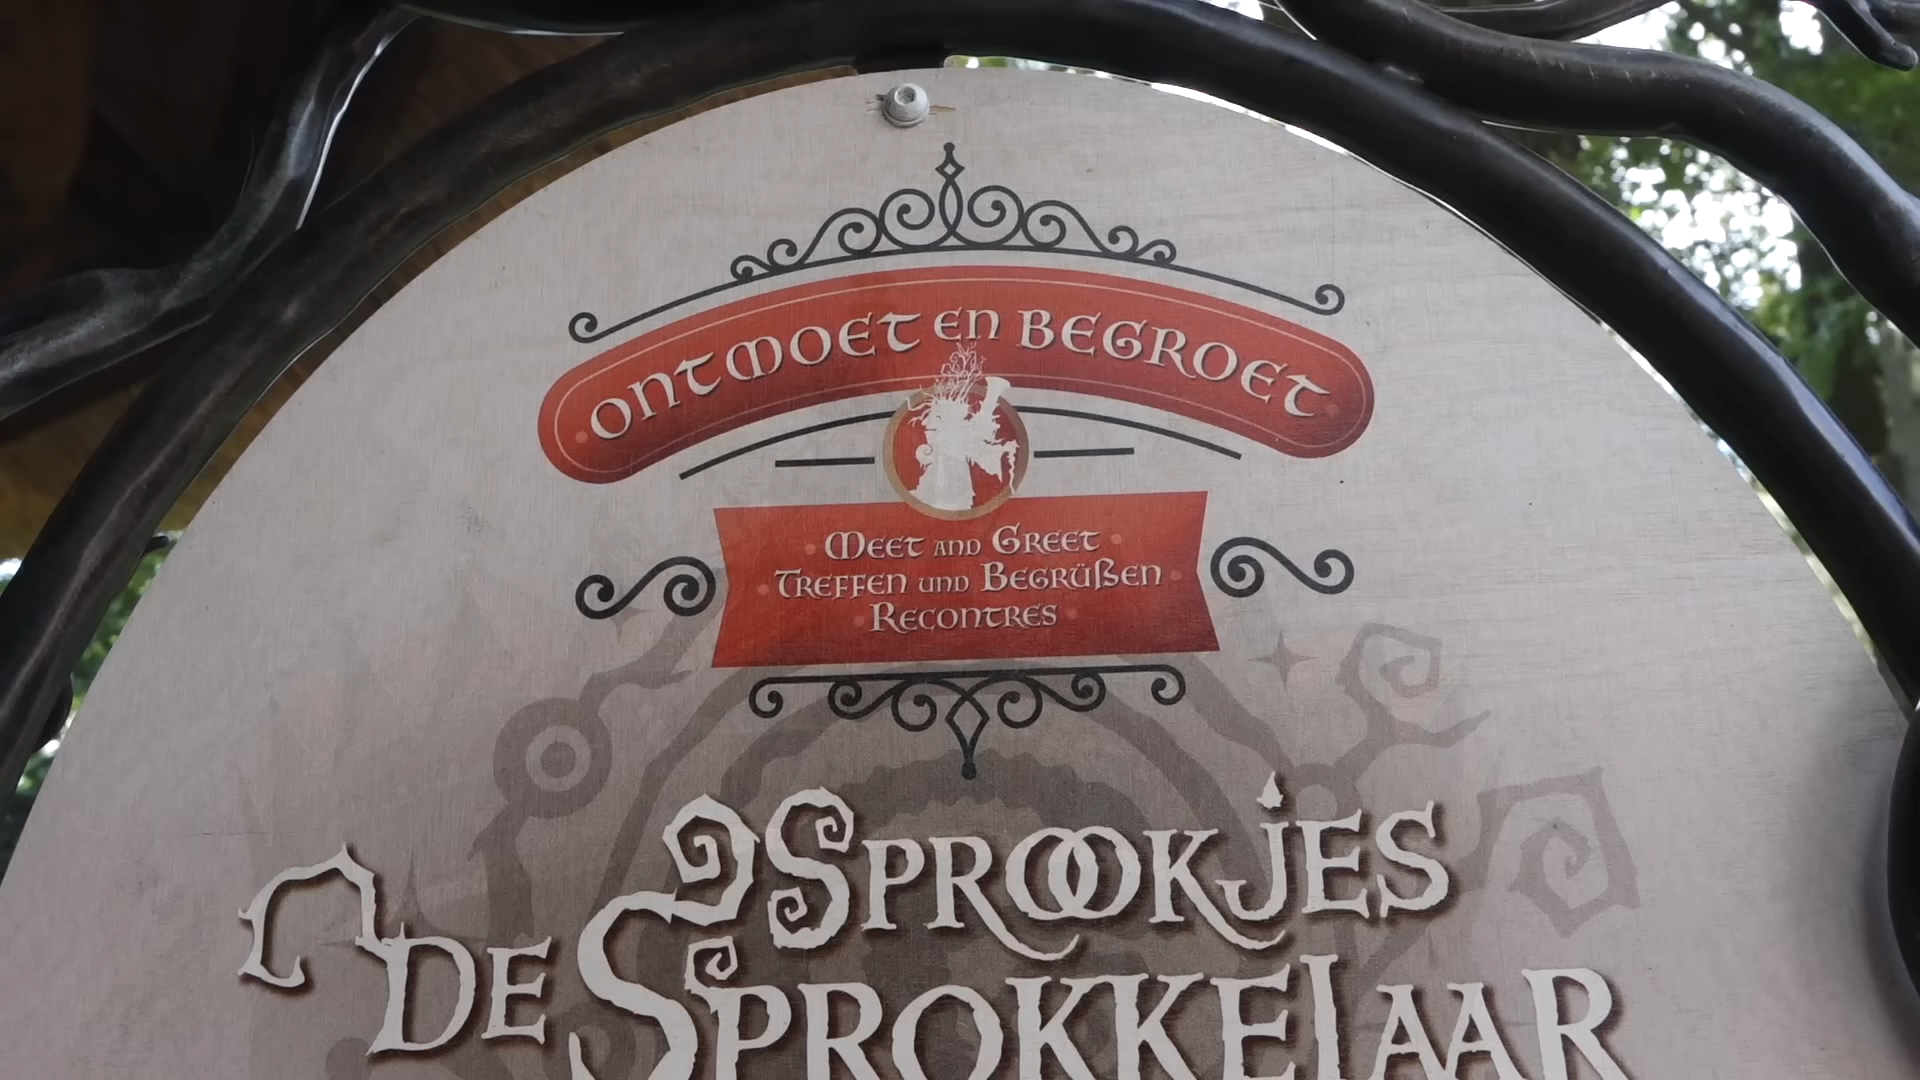 ONTMOET EN BEGROET
MEET AND GREET
TREFFEN UND BEGRÜßEN
RECONTRES
SPROOKJES
DE SPROKKELAAR